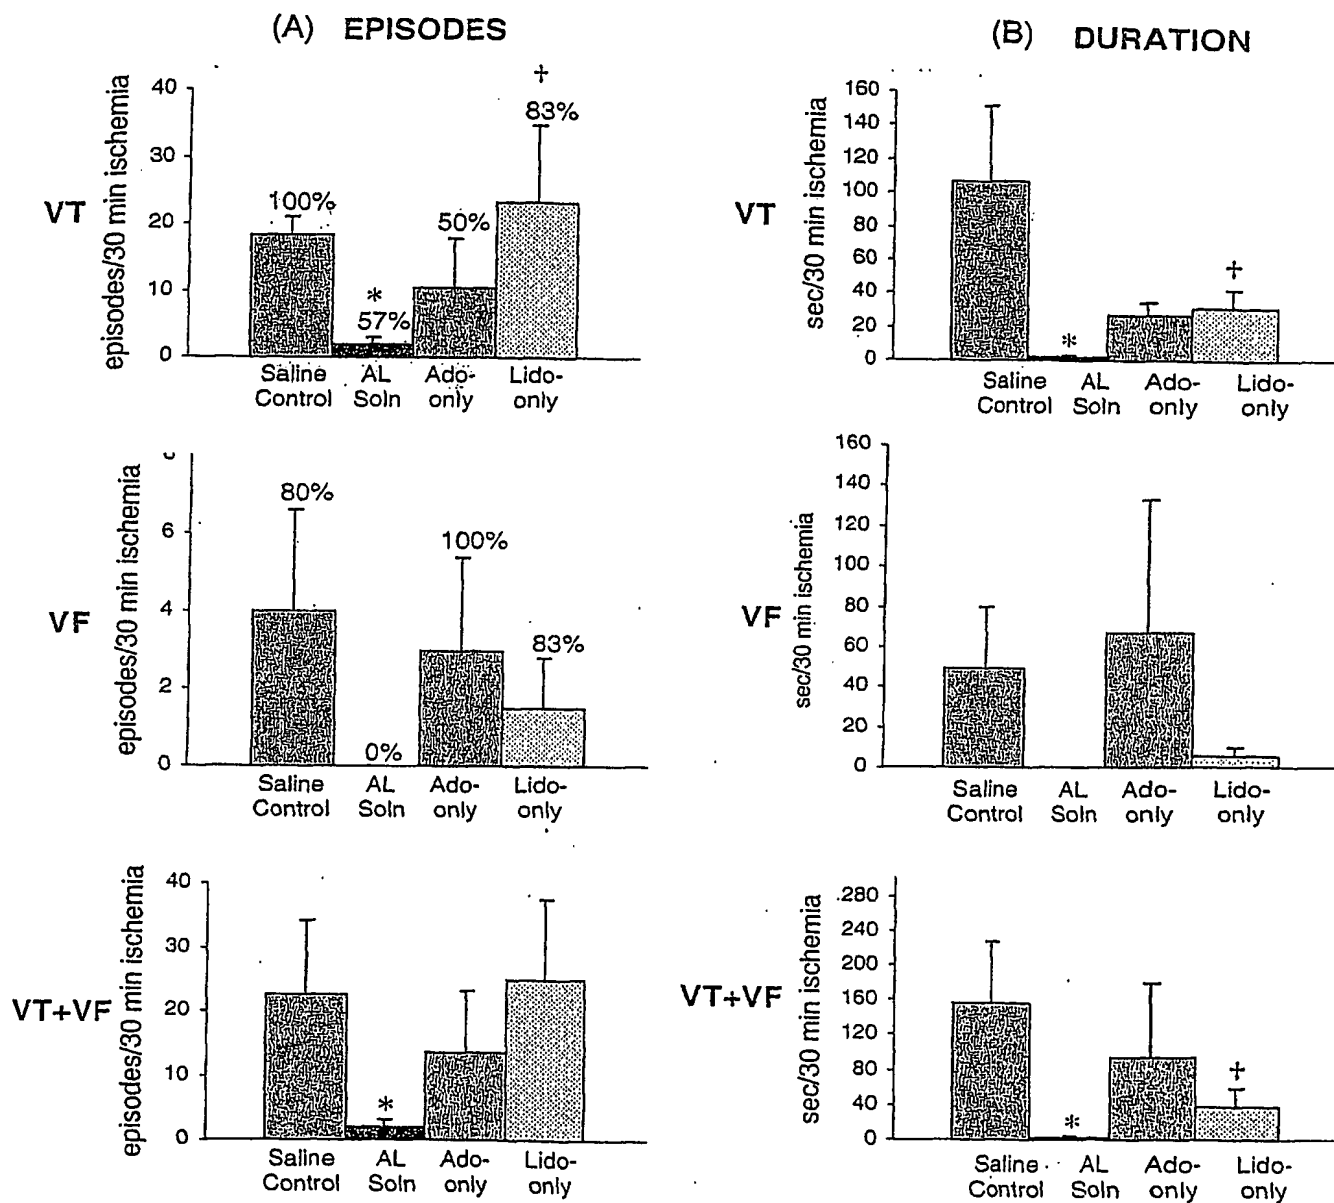 (A) EPISODES
(B) DURATION
VT
episodes/30 min ischemia
40
30
20
10
0
100%
*
57%
50%
†
83%
Saline Control
AL Soln
Ado-only
Lido-only
VT
sec/30 min ischemia
160
140
120
100
80
60
40
20
0
*
†
Saline Control
AL Soln
Ado-only
Lido-only
VF
episodes/30 min ischemia
6
4
2
0
80%
0%
100%
83%
Saline Control
AL Soln
Ado-only
Lido-only
VF
sec/30 min ischemia
160
140
120
100
80
60
40
20
0
Saline Control
AL Soln
Ado-only
Lido-only
VT+VF
episodes/30 min ischemia
40
30
20
10
0
*
Saline Control
AL Soln
Ado-only
Lido-only
VT+VF
sec/30 min ischemia
280
240
200
160
120
80
40
0
*
†
Saline Control
AL Soln
Ado-only
Lido-only